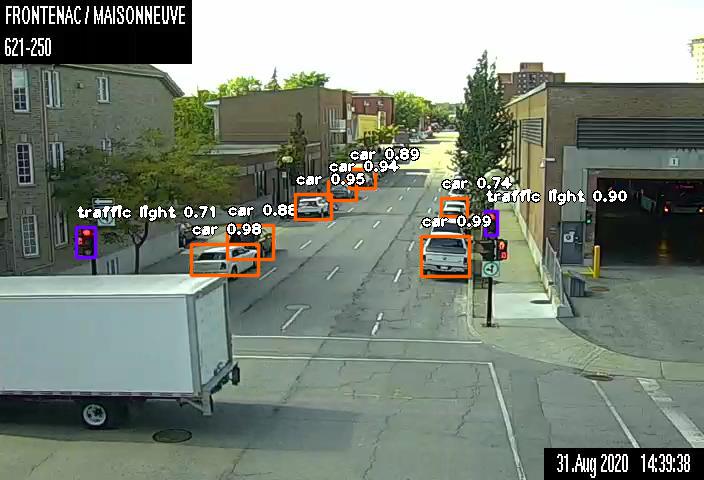 FRONTENAC / MAISONNEUVE
621-250
car 0.89
car 0.94
car 0.95
car 0.74
traffic light 0.90
traffic light 0.71
car 0.88
car 0.99
car 0.98
1
31.Aug 2020 14:39:38